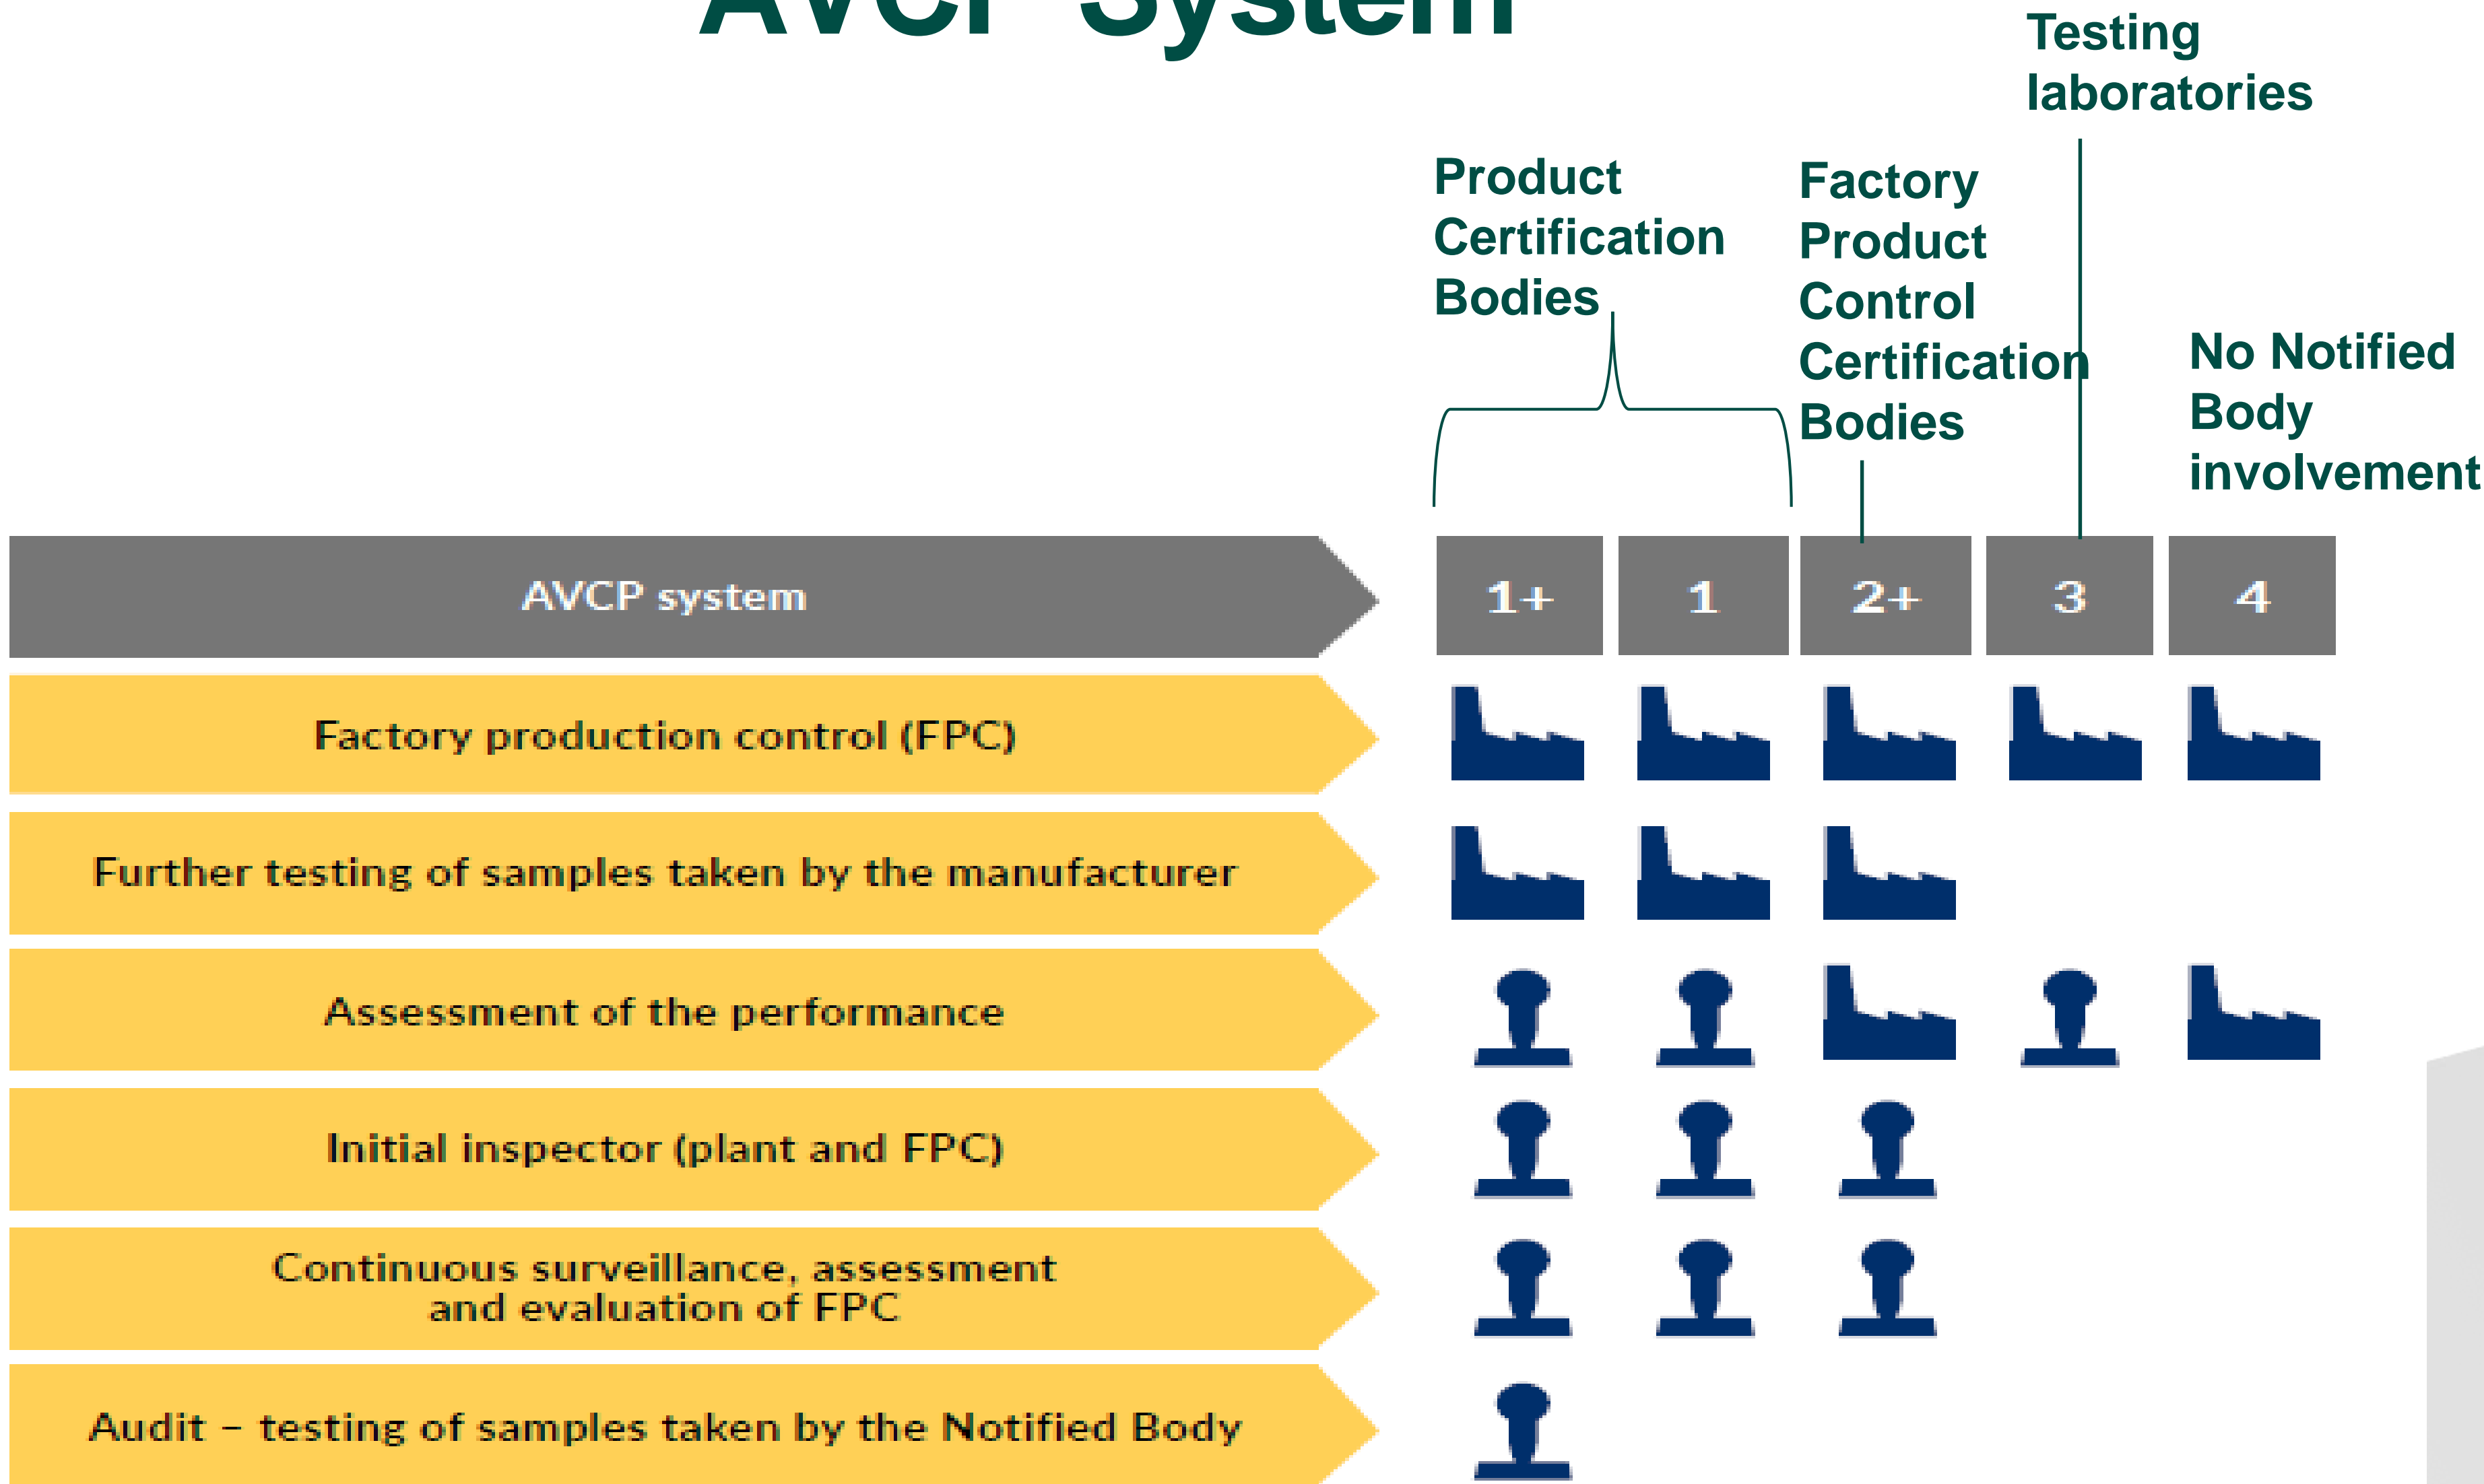 AVCP System
Testing
laboratories
Product
Certification
Bodies
Factory
Product
Control
Certification
Bodies
No Notified
Body
involvement
AVCP system
1+
1
2+
3
4
Factory production control (FPC)
Further testing of samples taken by the manufacturer
Assessment of the performance
Initial inspector (plant and FPC)
Continuous surveillance, assessment
and evaluation of FPC
Audit – testing of samples taken by the Notified Body